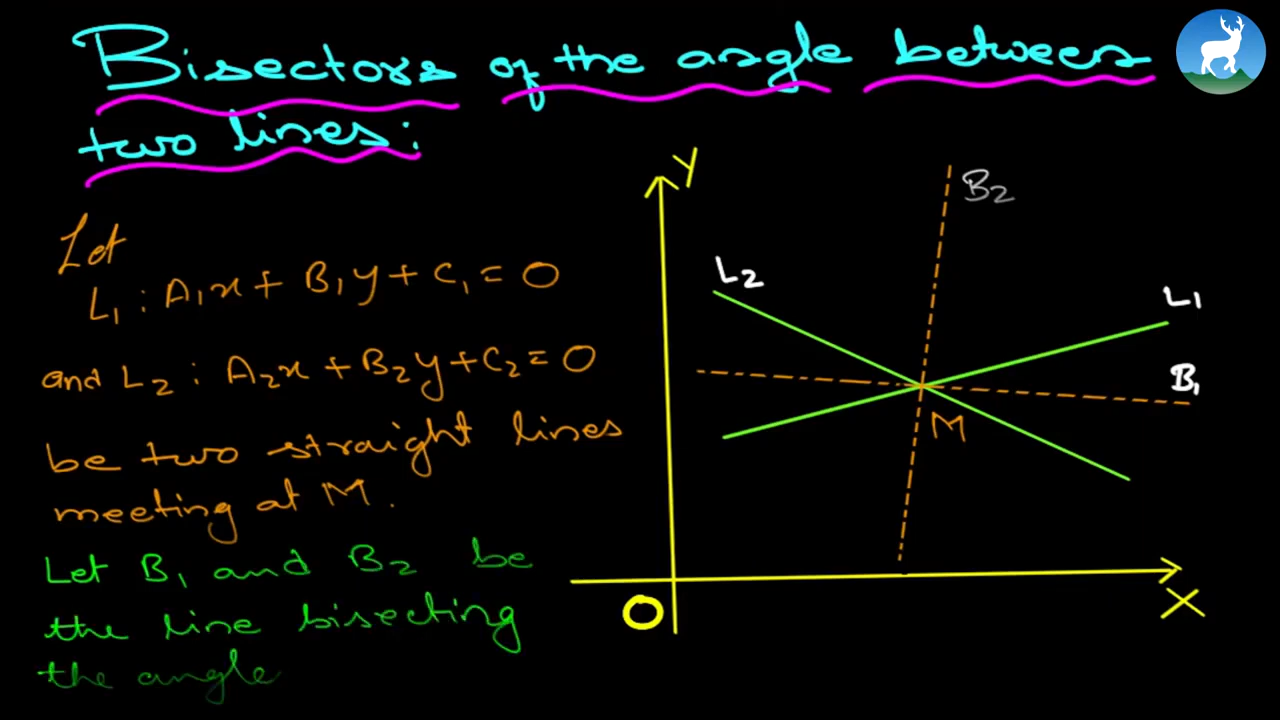 Bisectors of the angle between
two lines:
Let
L₁ : A₁x + B₁y + C₁ = 0
and L₂ : A₂x + B₂y + C₂ = 0
be two straight lines
meeting at M.
Let B₁ and B₂ be
the line bisecting
the angle
Y
B₂
L₂
L₁
B₁
M
O
X